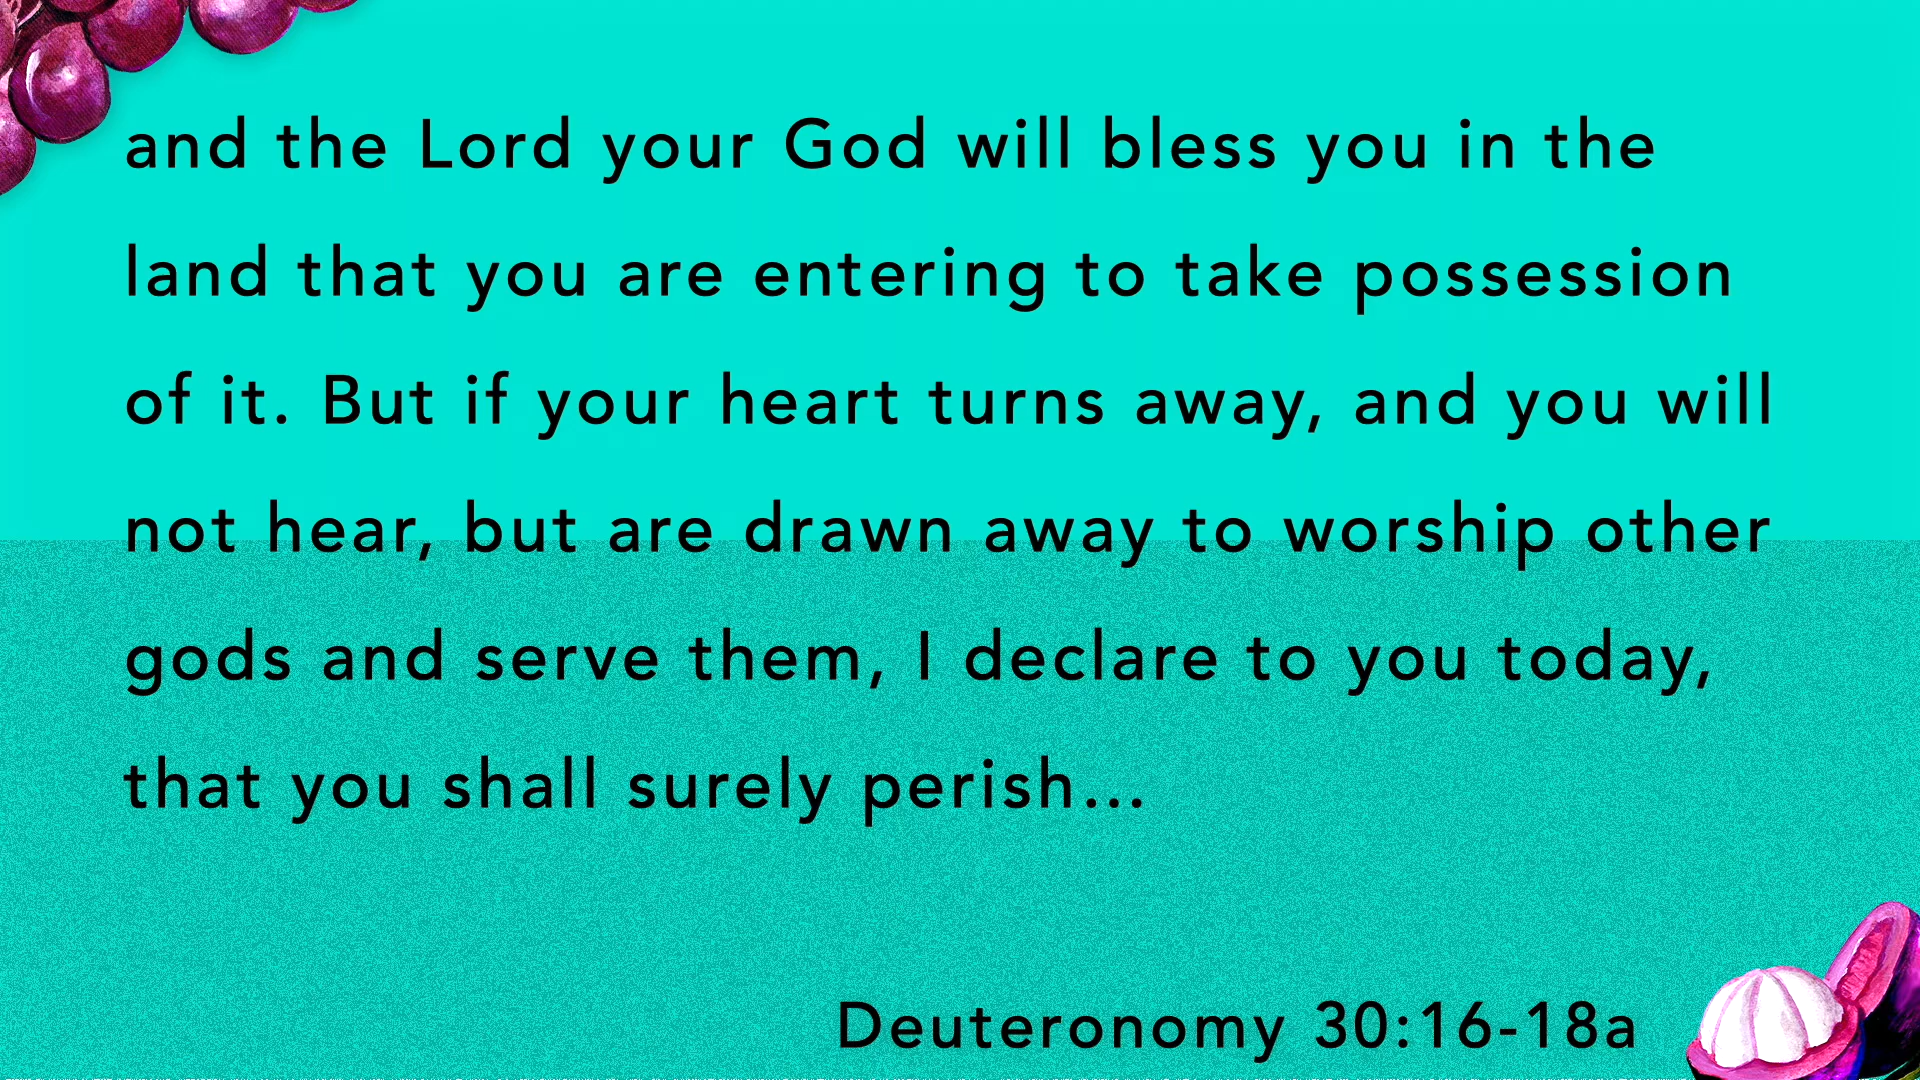 and the Lord your God will bless you in the
land that you are entering to take possession
of it. But if your heart turns away, and you will
not hear, but are drawn away to worship other
gods and serve them, I declare to you today,
that you shall surely perish...
Deuteronomy 30:16-18a